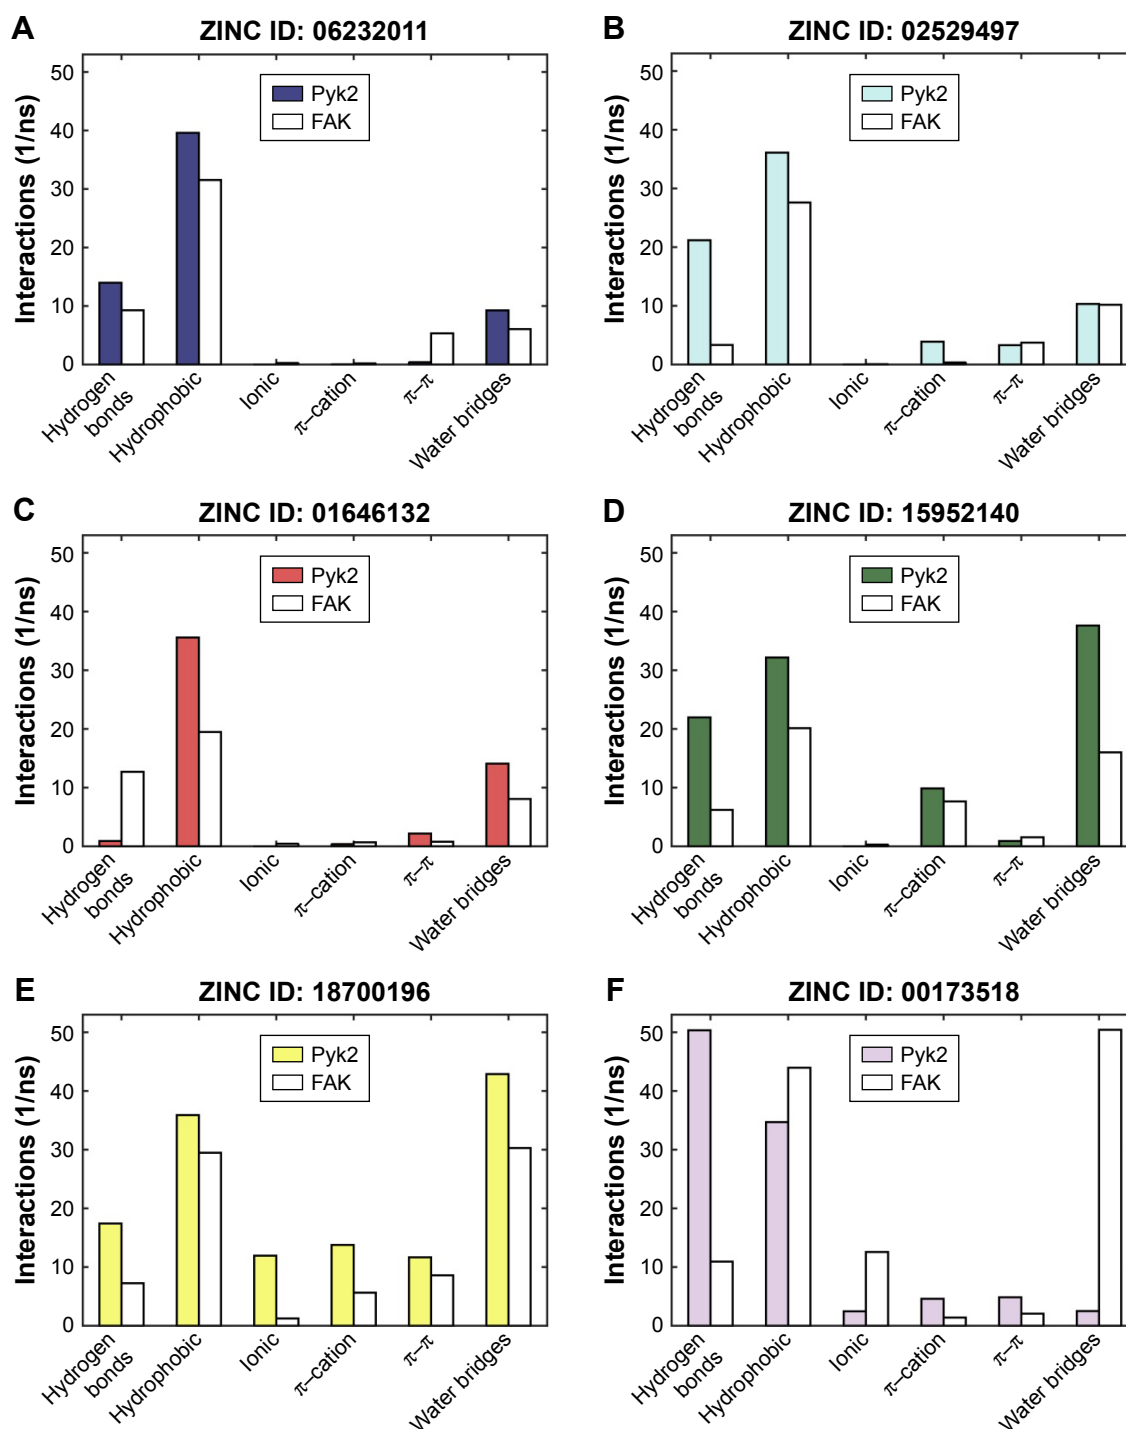 A
ZINC ID: 06232011
Interactions (1/ns)
50
40
30
20
10
0
Pyk2
FAK
Hydrogen
bonds
Hydrophobic
Ionic
π–cation
π–π
Water bridges
B
ZINC ID: 02529497
Interactions (1/ns)
50
40
30
20
10
0
Pyk2
FAK
Hydrogen
bonds
Hydrophobic
Ionic
π–cation
π–π
Water bridges
C
ZINC ID: 01646132
Interactions (1/ns)
50
40
30
20
10
0
Pyk2
FAK
Hydrogen
bonds
Hydrophobic
Ionic
π–cation
π–π
Water bridges
D
ZINC ID: 15952140
Interactions (1/ns)
50
40
30
20
10
0
Pyk2
FAK
Hydrogen
bonds
Hydrophobic
Ionic
π–cation
π–π
Water bridges
E
ZINC ID: 18700196
Interactions (1/ns)
50
40
30
20
10
0
Pyk2
FAK
Hydrogen
bonds
Hydrophobic
Ionic
π–cation
π–π
Water bridges
F
ZINC ID: 00173518
Interactions (1/ns)
50
40
30
20
10
0
Pyk2
FAK
Hydrogen
bonds
Hydrophobic
Ionic
π–cation
π–π
Water bridges